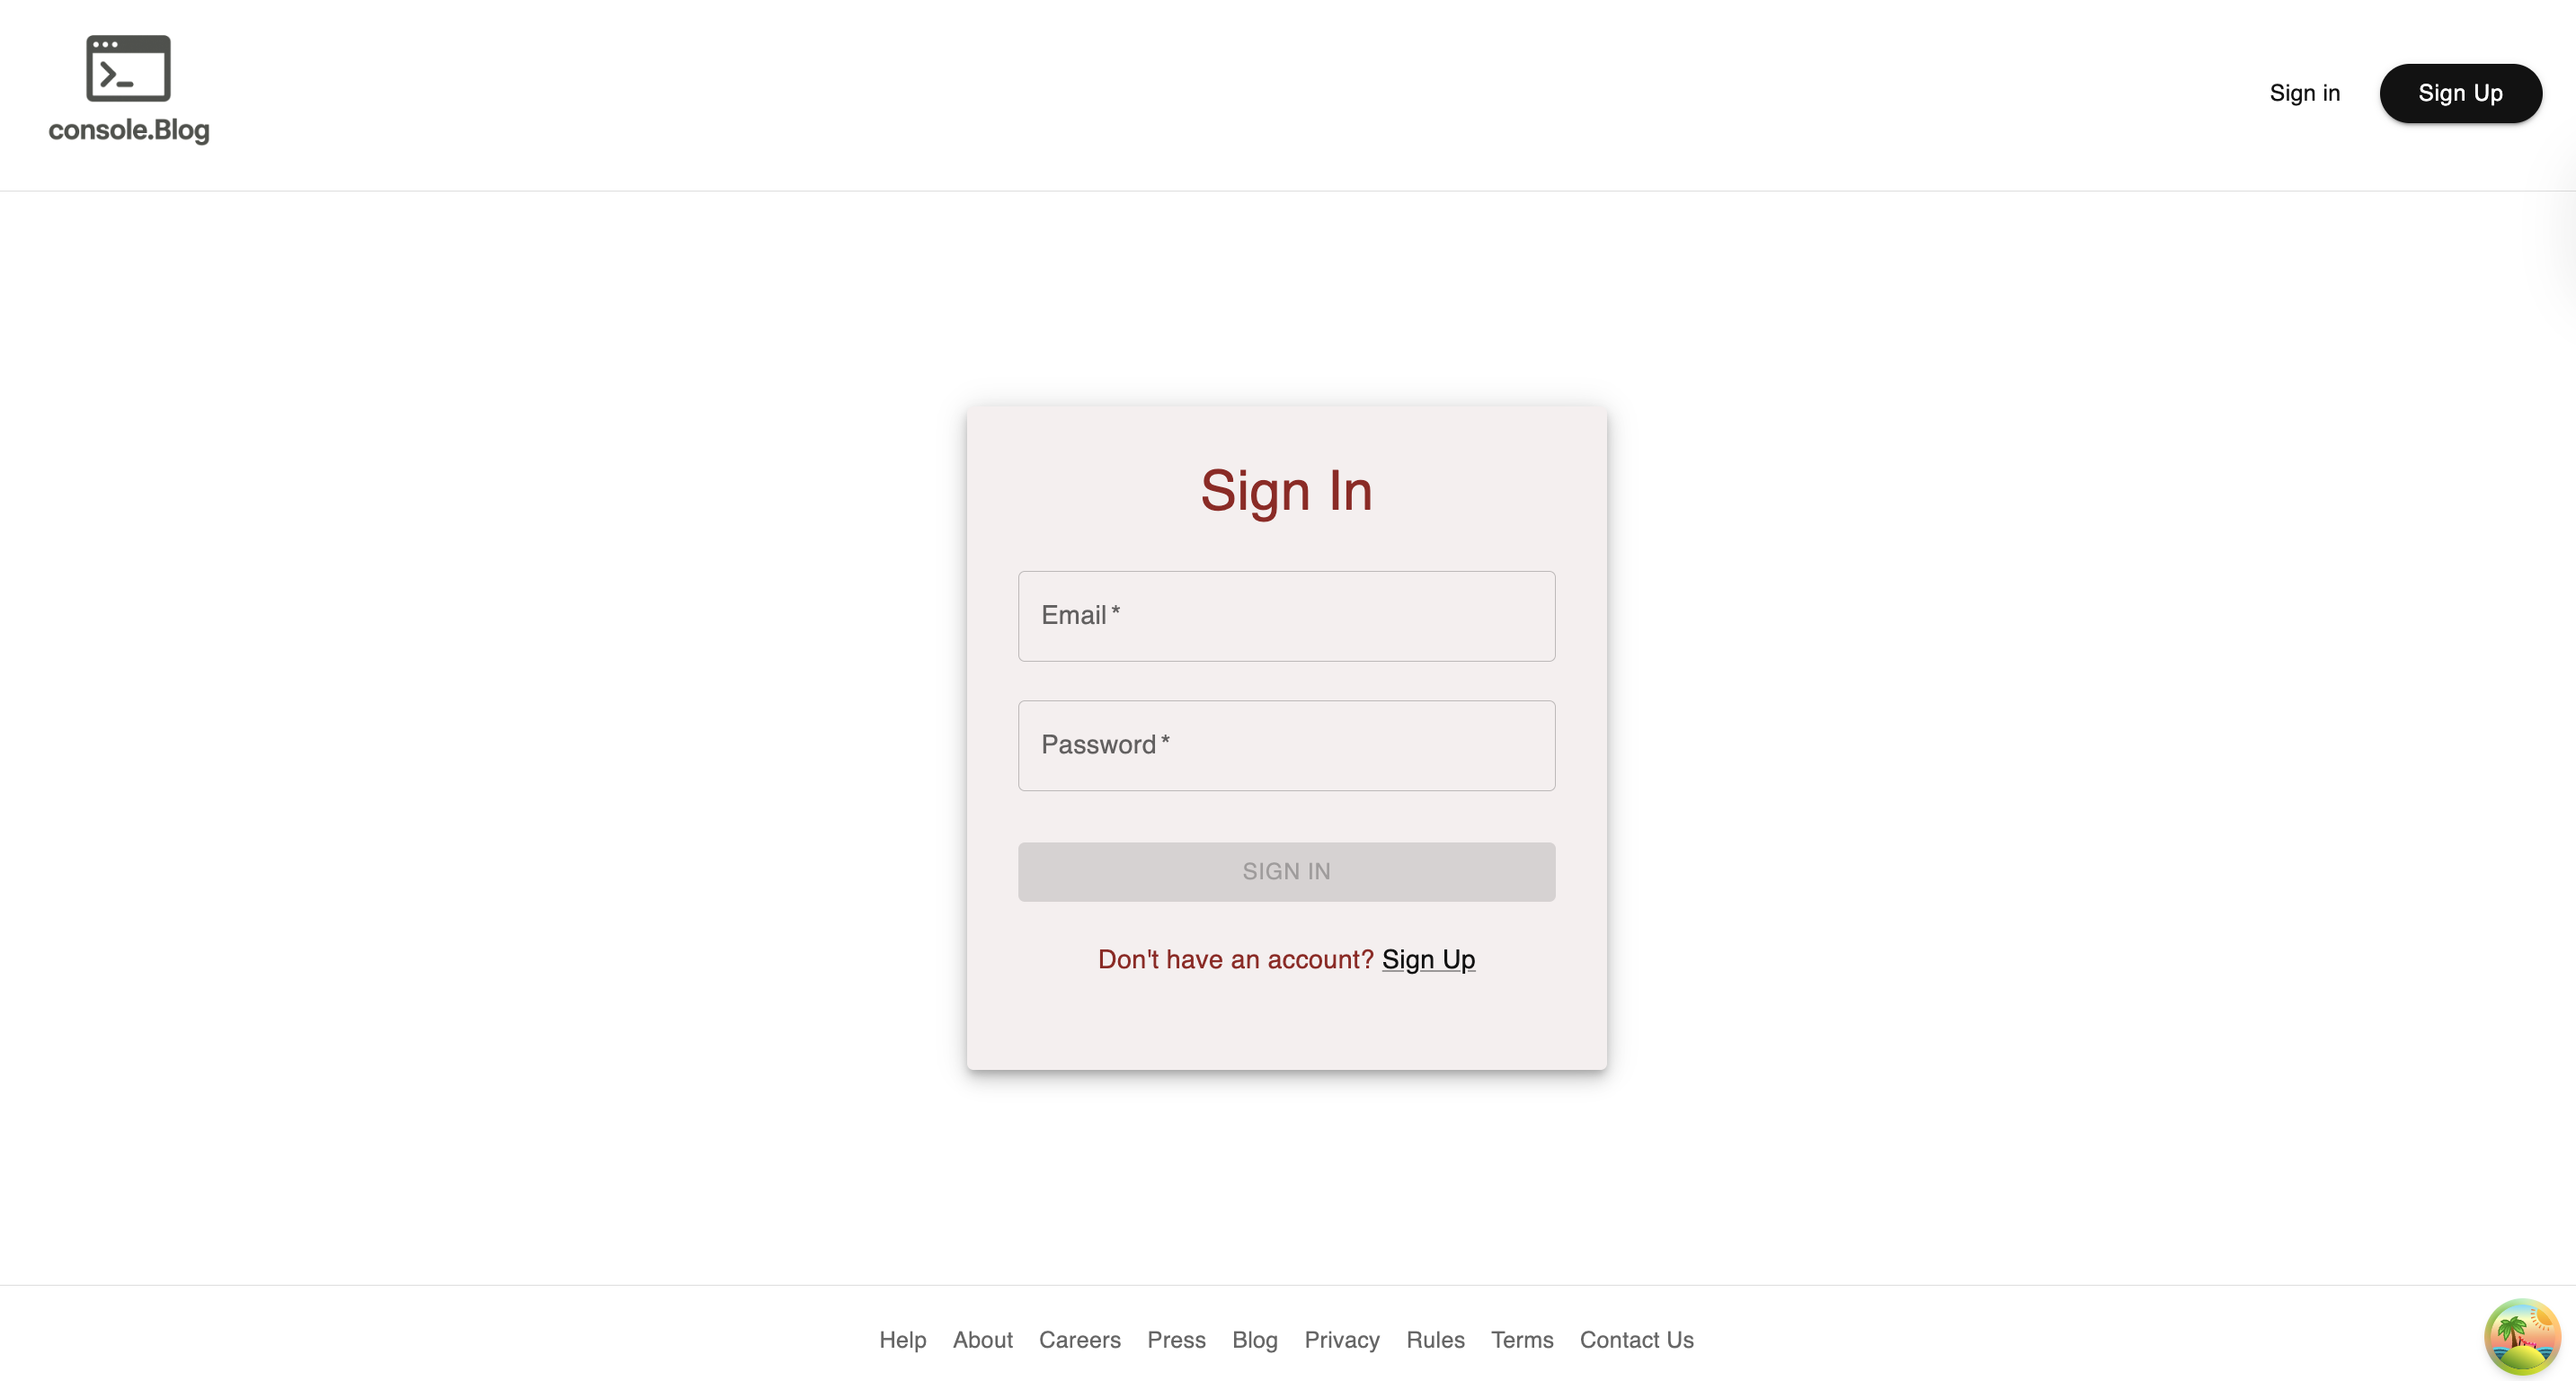 console.Blog
Sign in
Sign Up
Sign In
Email *
Password *
SIGN IN
Don't have an account? Sign Up
Help About Careers Press Blog Privacy Rules Terms Contact Us